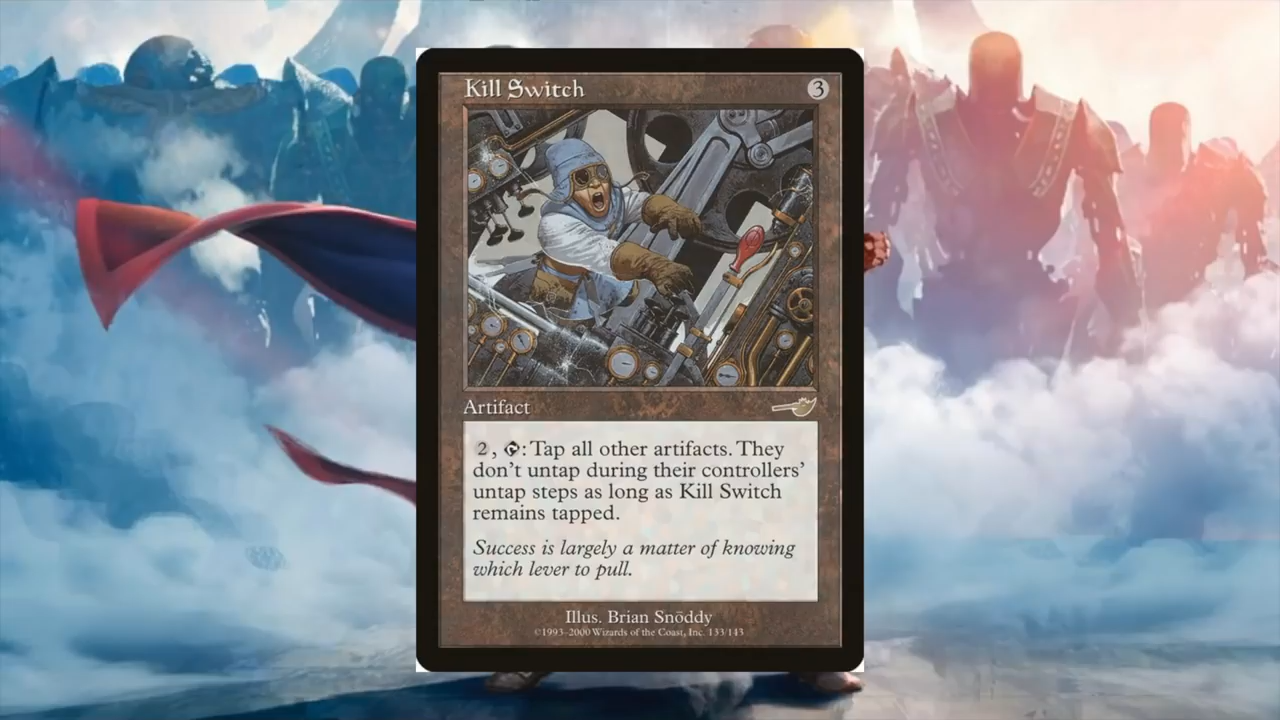 Kill Switch 3
Artifact
2, : Tap all other artifacts. They
don't untap during their controllers'
untap steps as long as Kill Switch
remains tapped.
Success is largely a matter of knowing
which lever to pull.
Illus. Brian Snōddy
©1993–2000 Wizards of the Coast, Inc. 133/143